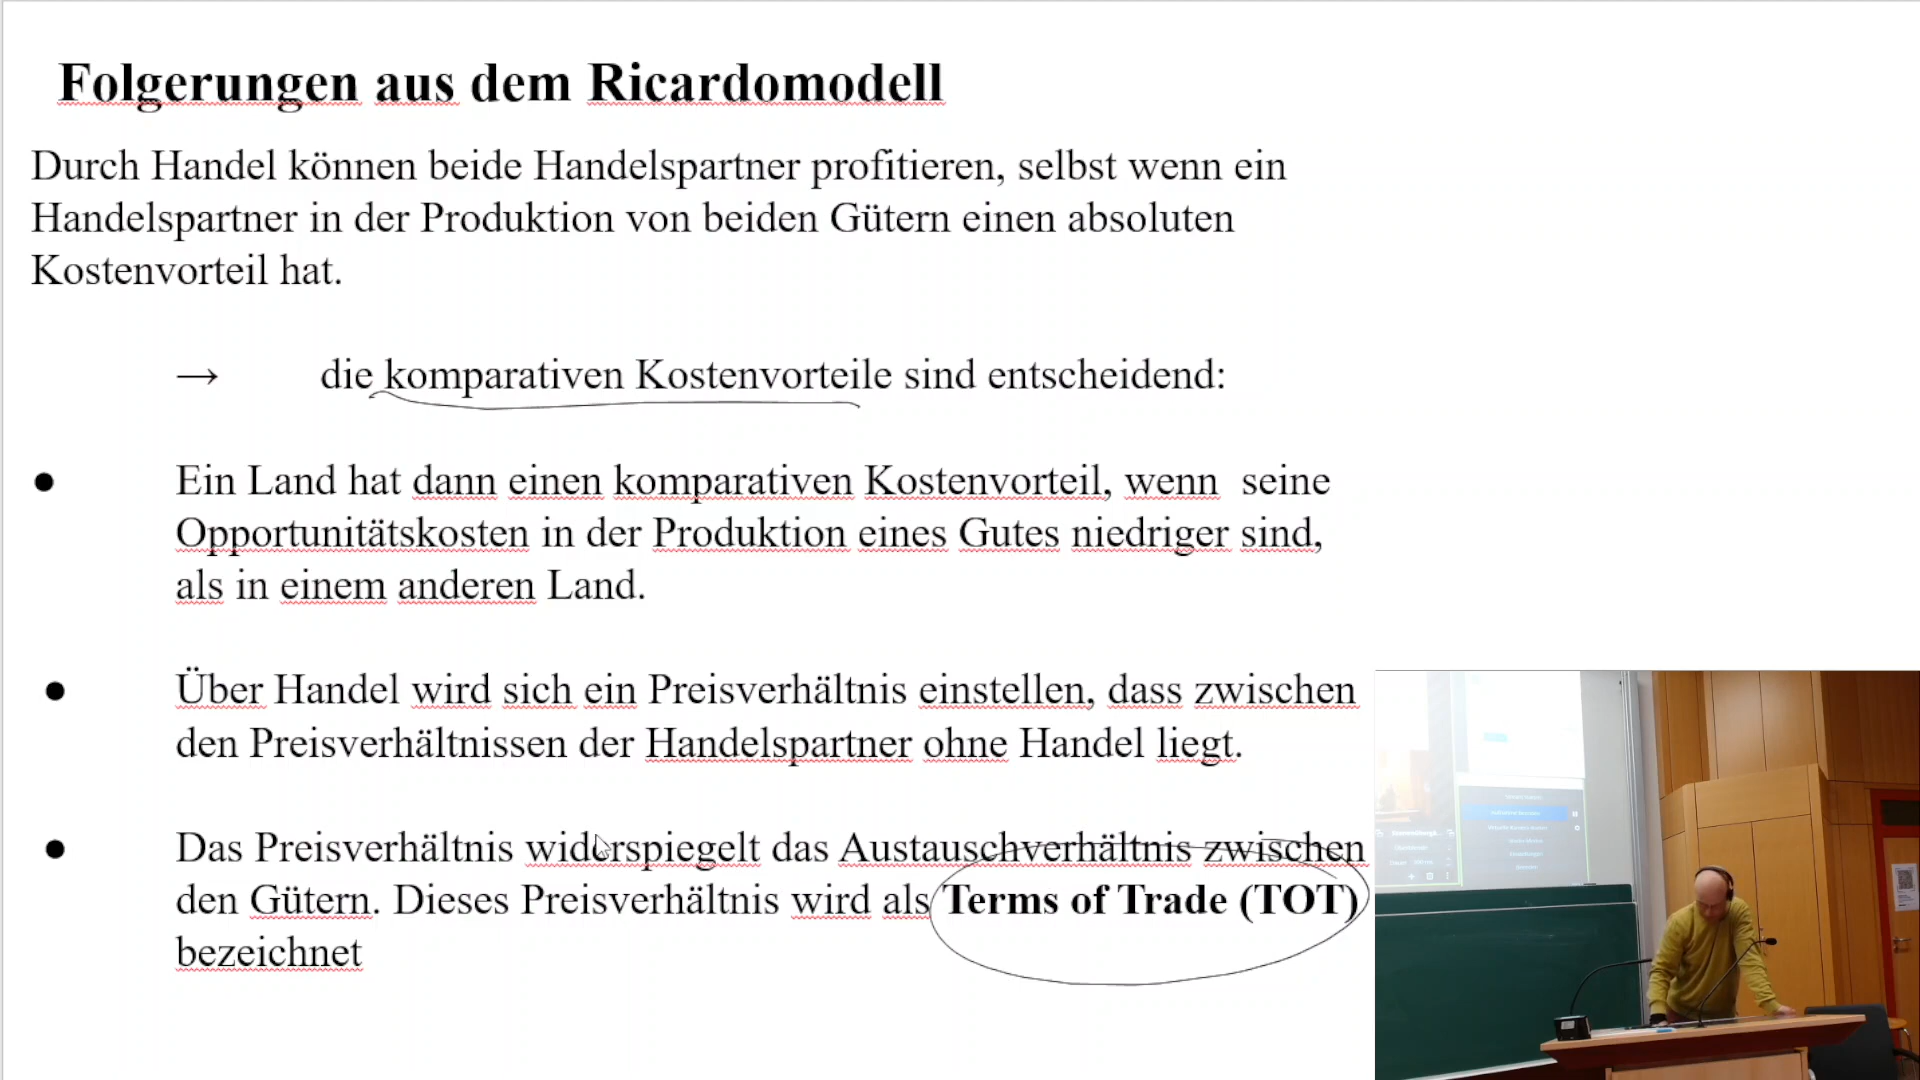 Folgerungen aus dem Ricardomodell
Durch Handel können beide Handelspartner profitieren, selbst wenn ein
Handelspartner in der Produktion von beiden Gütern einen absoluten
Kostenvorteil hat.
→ die komparativen Kostenvorteile sind entscheidend:
● Ein Land hat dann einen komparativen Kostenvorteil, wenn seine
Opportunitätskosten in der Produktion eines Gutes niedriger sind,
als in einem anderen Land.
● Über Handel wird sich ein Preisverhältnis einstellen, dass zwischen
den Preisverhältnissen der Handelspartner ohne Handel liegt.
● Das Preisverhältnis widerspiegelt das Austauschverhältnis zwischen
den Gütern. Dieses Preisverhältnis wird als Terms of Trade (TOT)
bezeichnet